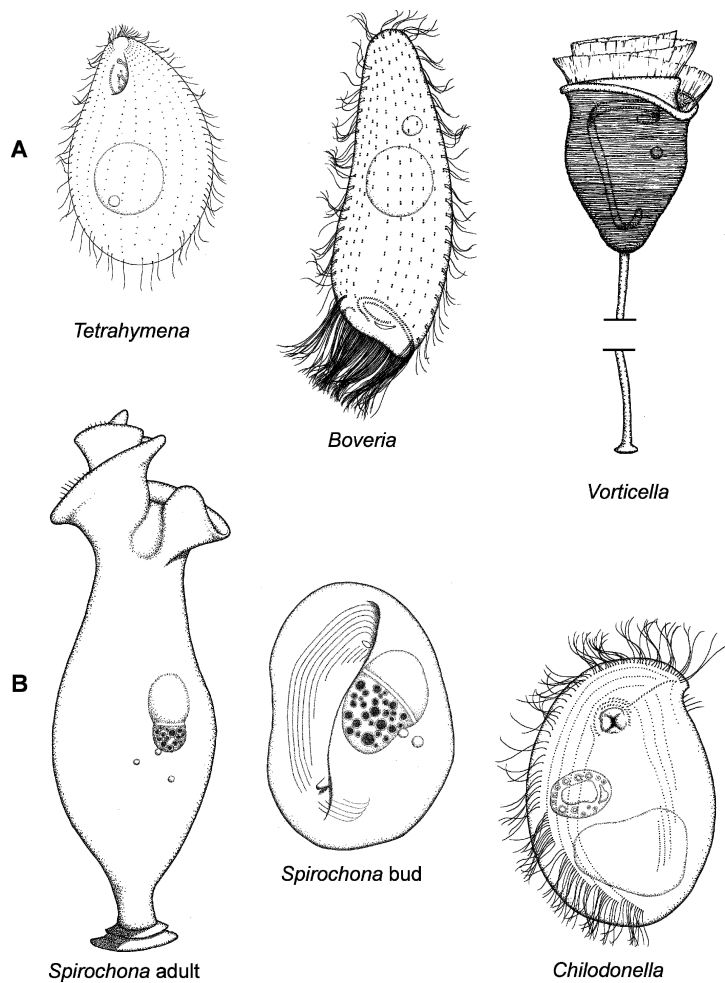 A
Tetrahymena
Boveria
Vorticella
B
Spirochona bud
Spirochona adult
Chilodonella